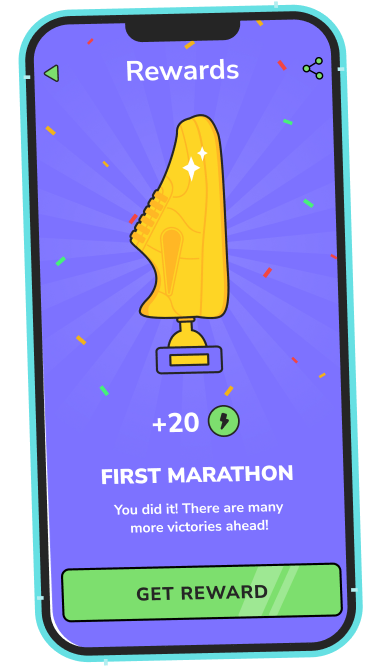 Rewards
+20
FIRST MARATHON
You did it! There are many
more victories ahead!
GET REWARD